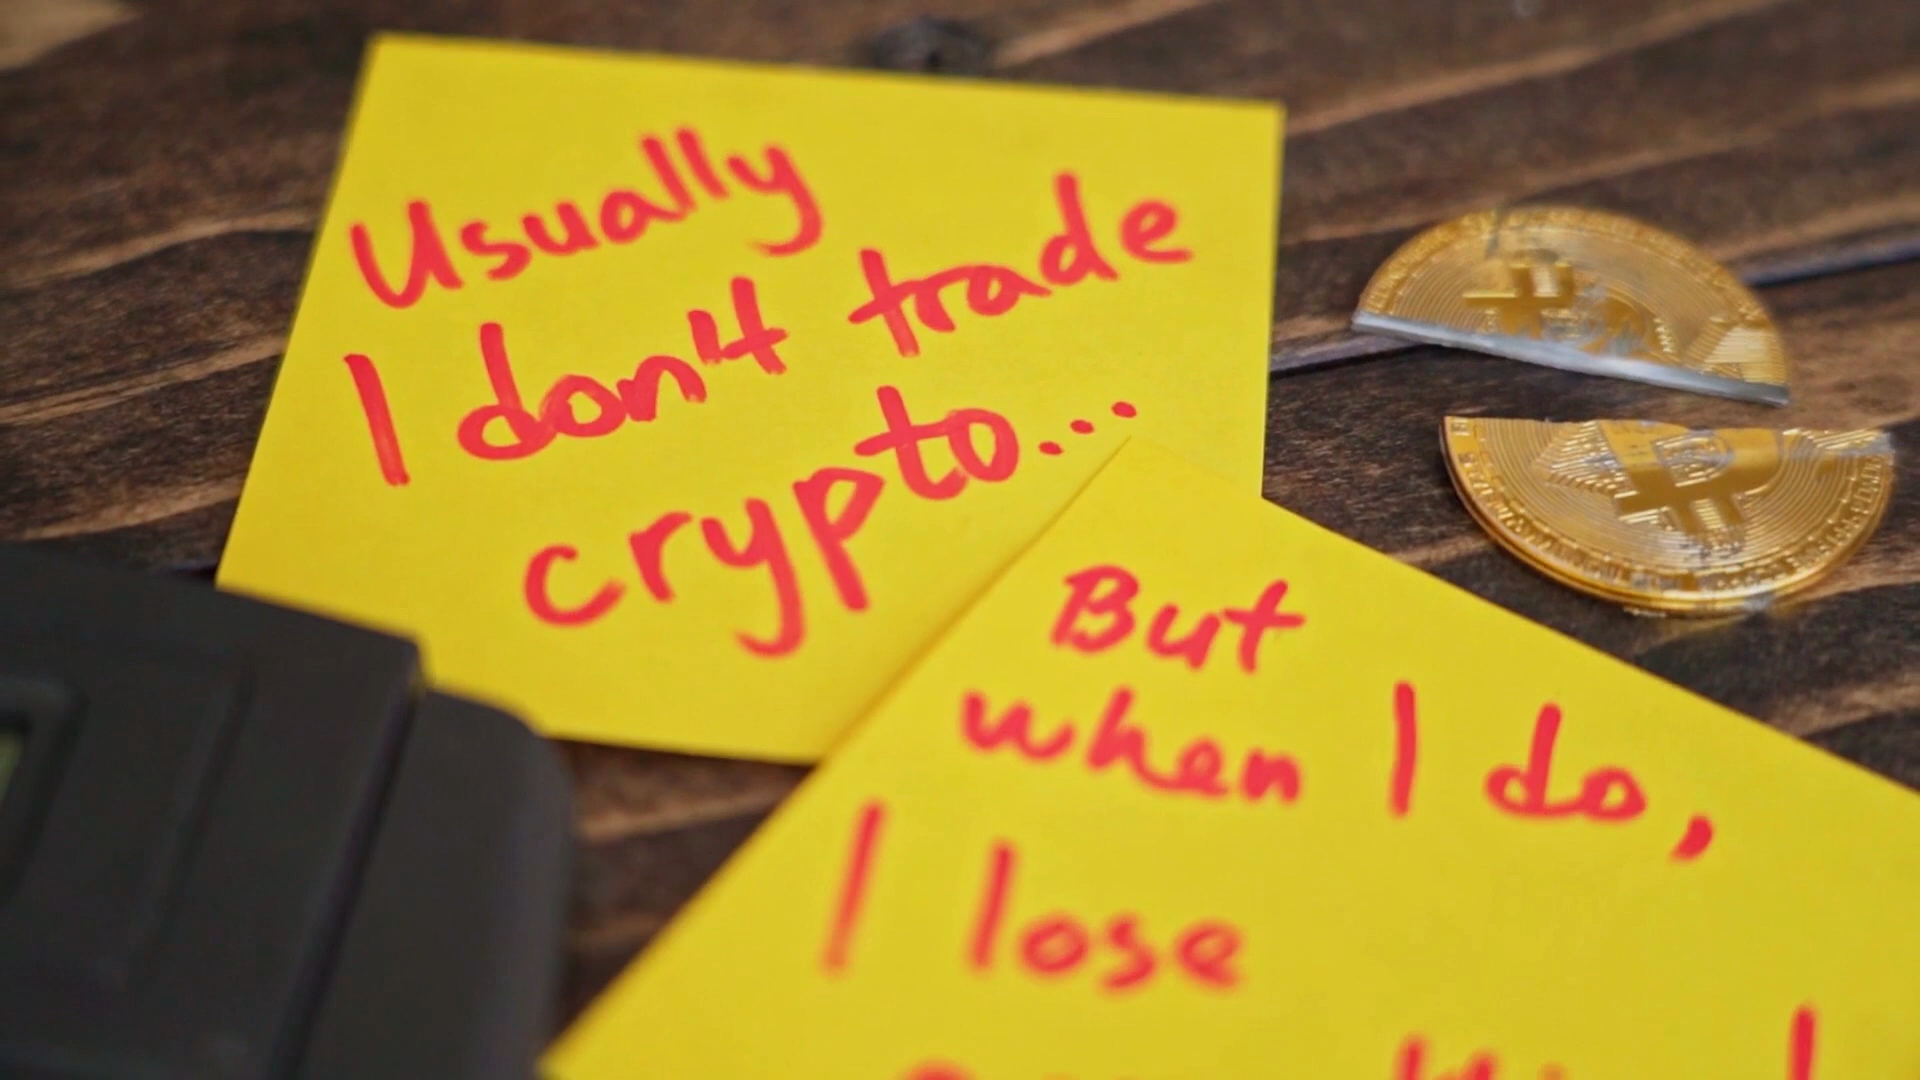 Usually
I don't trade
crypto...
But
when I do,
I lose